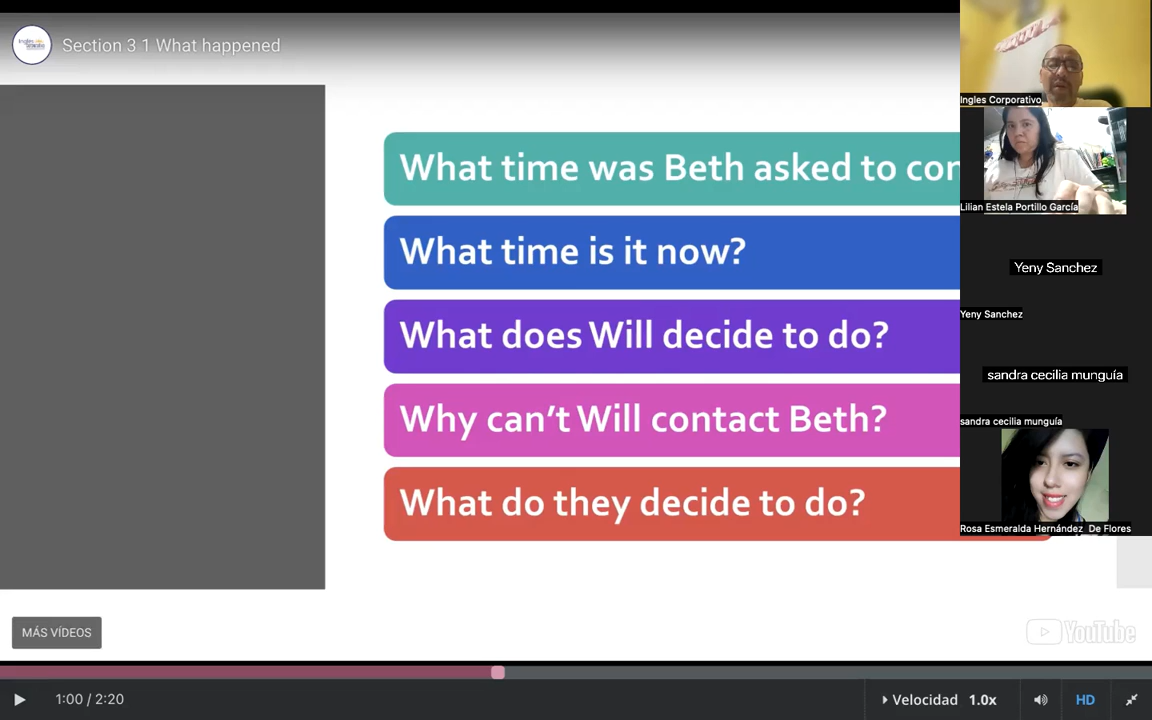 Section 3 1 What happened
What time was Beth asked to con
What time is it now?
What does Will decide to do?
Why can't Will contact Beth?
What do they decide to do?
Ingles Corporativo
Lilian Estela Portillo García
Yeny Sanchez
Yeny Sanchez
sandra cecilia munguía
sandra cecilia munguía
Rosa Esmeralda Hernández De Flores
MÁS VÍDEOS
YouTube
1:00 / 2:20
Velocidad 1.0x
HD